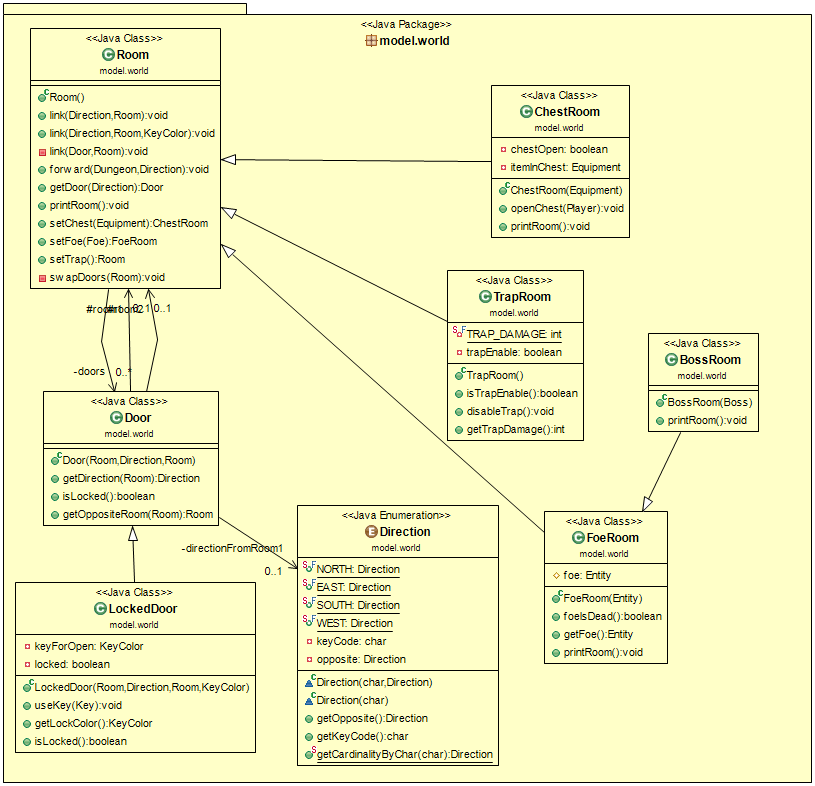 <<Java Package>>
model.world
<<Java Class>>
Room
model.world
Room()
link(Direction,Room):void
link(Direction,Room,KeyColor):void
link(Door,Room):void
forward(Dungeon,Direction):void
getDoor(Direction):Door
printRoom():void
setChest(Equipment):ChestRoom
setFoe(Foe):FoeRoom
setTrap():Room
swapDoors(Room):void
<<Java Class>>
ChestRoom
model.world
chestOpen: boolean
itemInChest: Equipment
ChestRoom(Equipment)
openChest(Player):void
printRoom():void
<<Java Class>>
TrapRoom
model.world
TRAP_DAMAGE: int
trapEnable: boolean
TrapRoom()
isTrapEnable():boolean
disableTrap():void
getTrapDamage():int
<<Java Class>>
BossRoom
model.world
BossRoom(Boss)
printRoom():void
0..1
-doors
0..*
<<Java Class>>
Door
model.world
Door(Room,Direction,Room)
getDirection(Room):Direction
isLocked():boolean
getOppositeRoom(Room):Room
-directionFromRoom1
0..1
<<Java Class>>
LockedDoor
model.world
keyForOpen: KeyColor
locked: boolean
LockedDoor(Room,Direction,Room,KeyColor)
useKey(Key):void
getLockColor():KeyColor
isLocked():boolean
<<Java Enumeration>>
Direction
model.world
NORTH: Direction
EAST: Direction
SOUTH: Direction
WEST: Direction
keyCode: char
opposite: Direction
Direction(char,Direction)
Direction(char)
getOpposite():Direction
getKeyCode():char
getCardinalityByChar(char):Direction
<<Java Class>>
FoeRoom
model.world
foe: Entity
FoeRoom(Entity)
foeIsDead():boolean
getFoe():Entity
printRoom():void